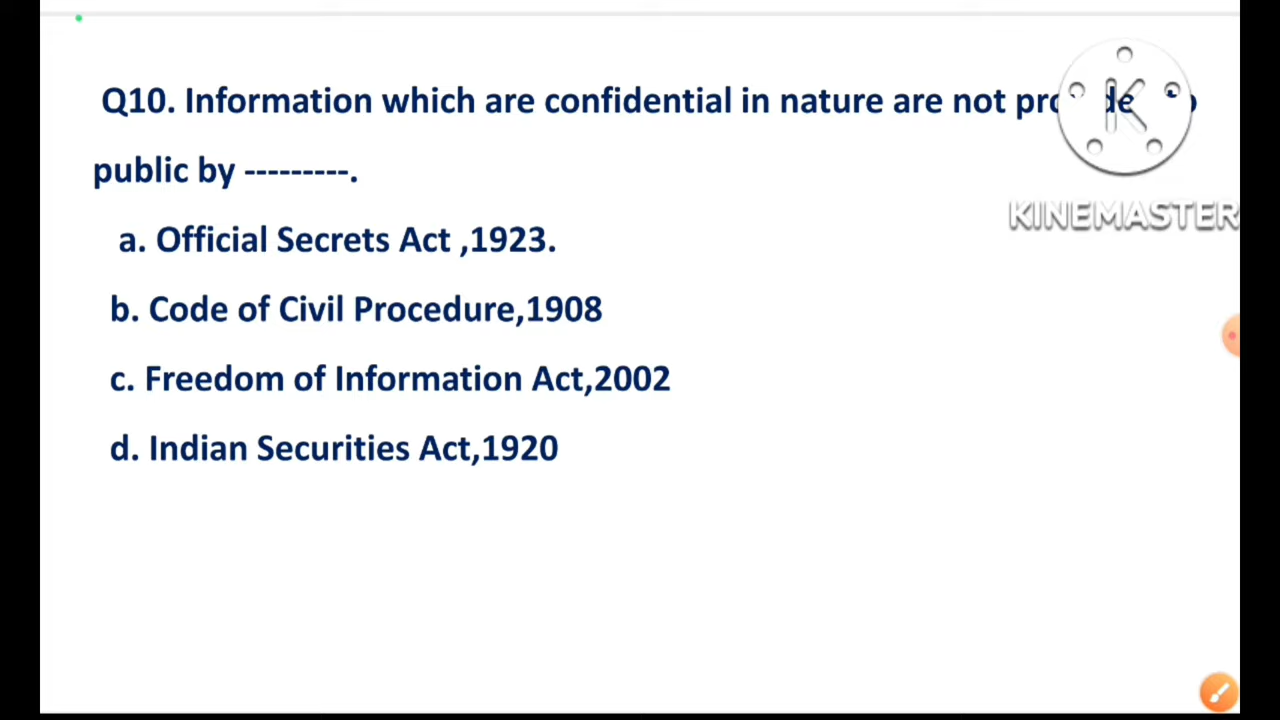 Q10. Information which are confidential in nature are not
public by ---------.
a. Official Secrets Act ,1923.
b. Code of Civil Procedure,1908
c. Freedom of Information Act,2002
d. Indian Securities Act,1920
KINEMASTER